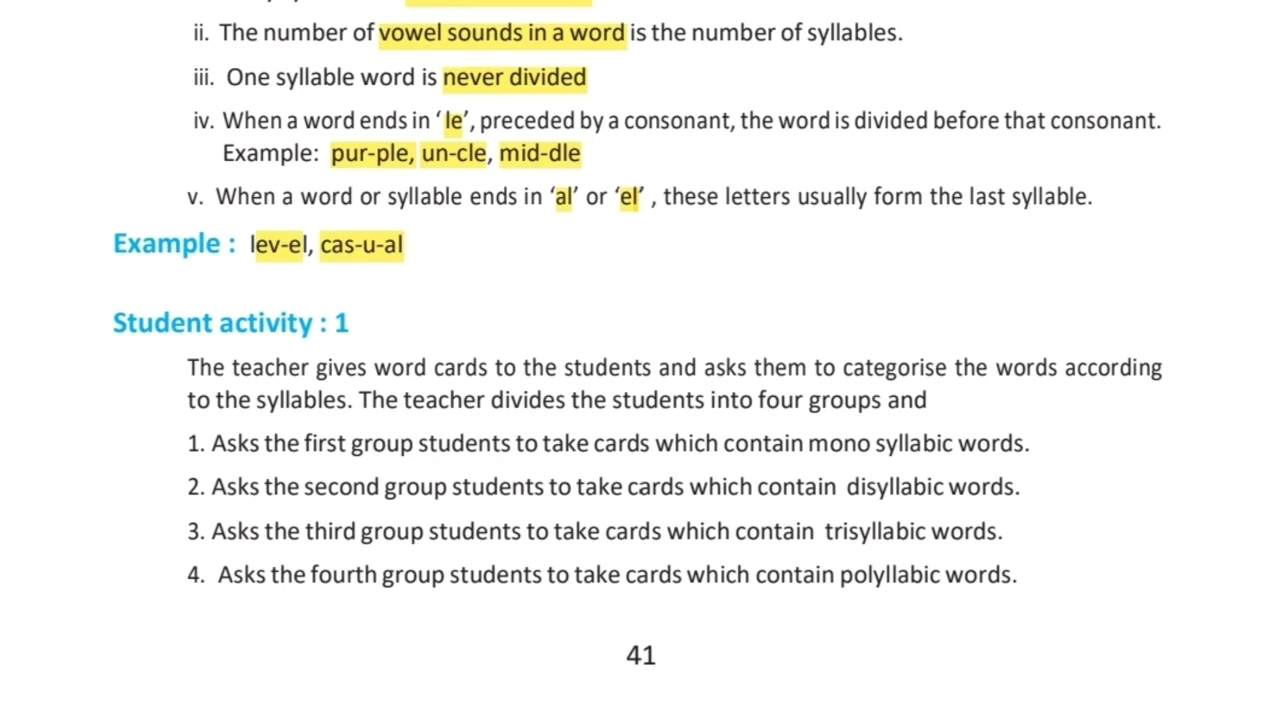 ii. The number of vowel sounds in a word is the number of syllables.
iii. One syllable word is never divided
iv. When a word ends in ‘le’, preceded by a consonant, the word is divided before that consonant.
Example: pur-ple, un-cle, mid-dle
v. When a word or syllable ends in ‘al’ or ‘el’ , these letters usually form the last syllable.
Example : lev-el, cas-u-al
Student activity : 1
The teacher gives word cards to the students and asks them to categorise the words according
to the syllables. The teacher divides the students into four groups and
1. Asks the first group students to take cards which contain mono syllabic words.
2. Asks the second group students to take cards which contain disyllabic words.
3. Asks the third group students to take cards which contain trisyllabic words.
4. Asks the fourth group students to take cards which contain polyllabic words.
41